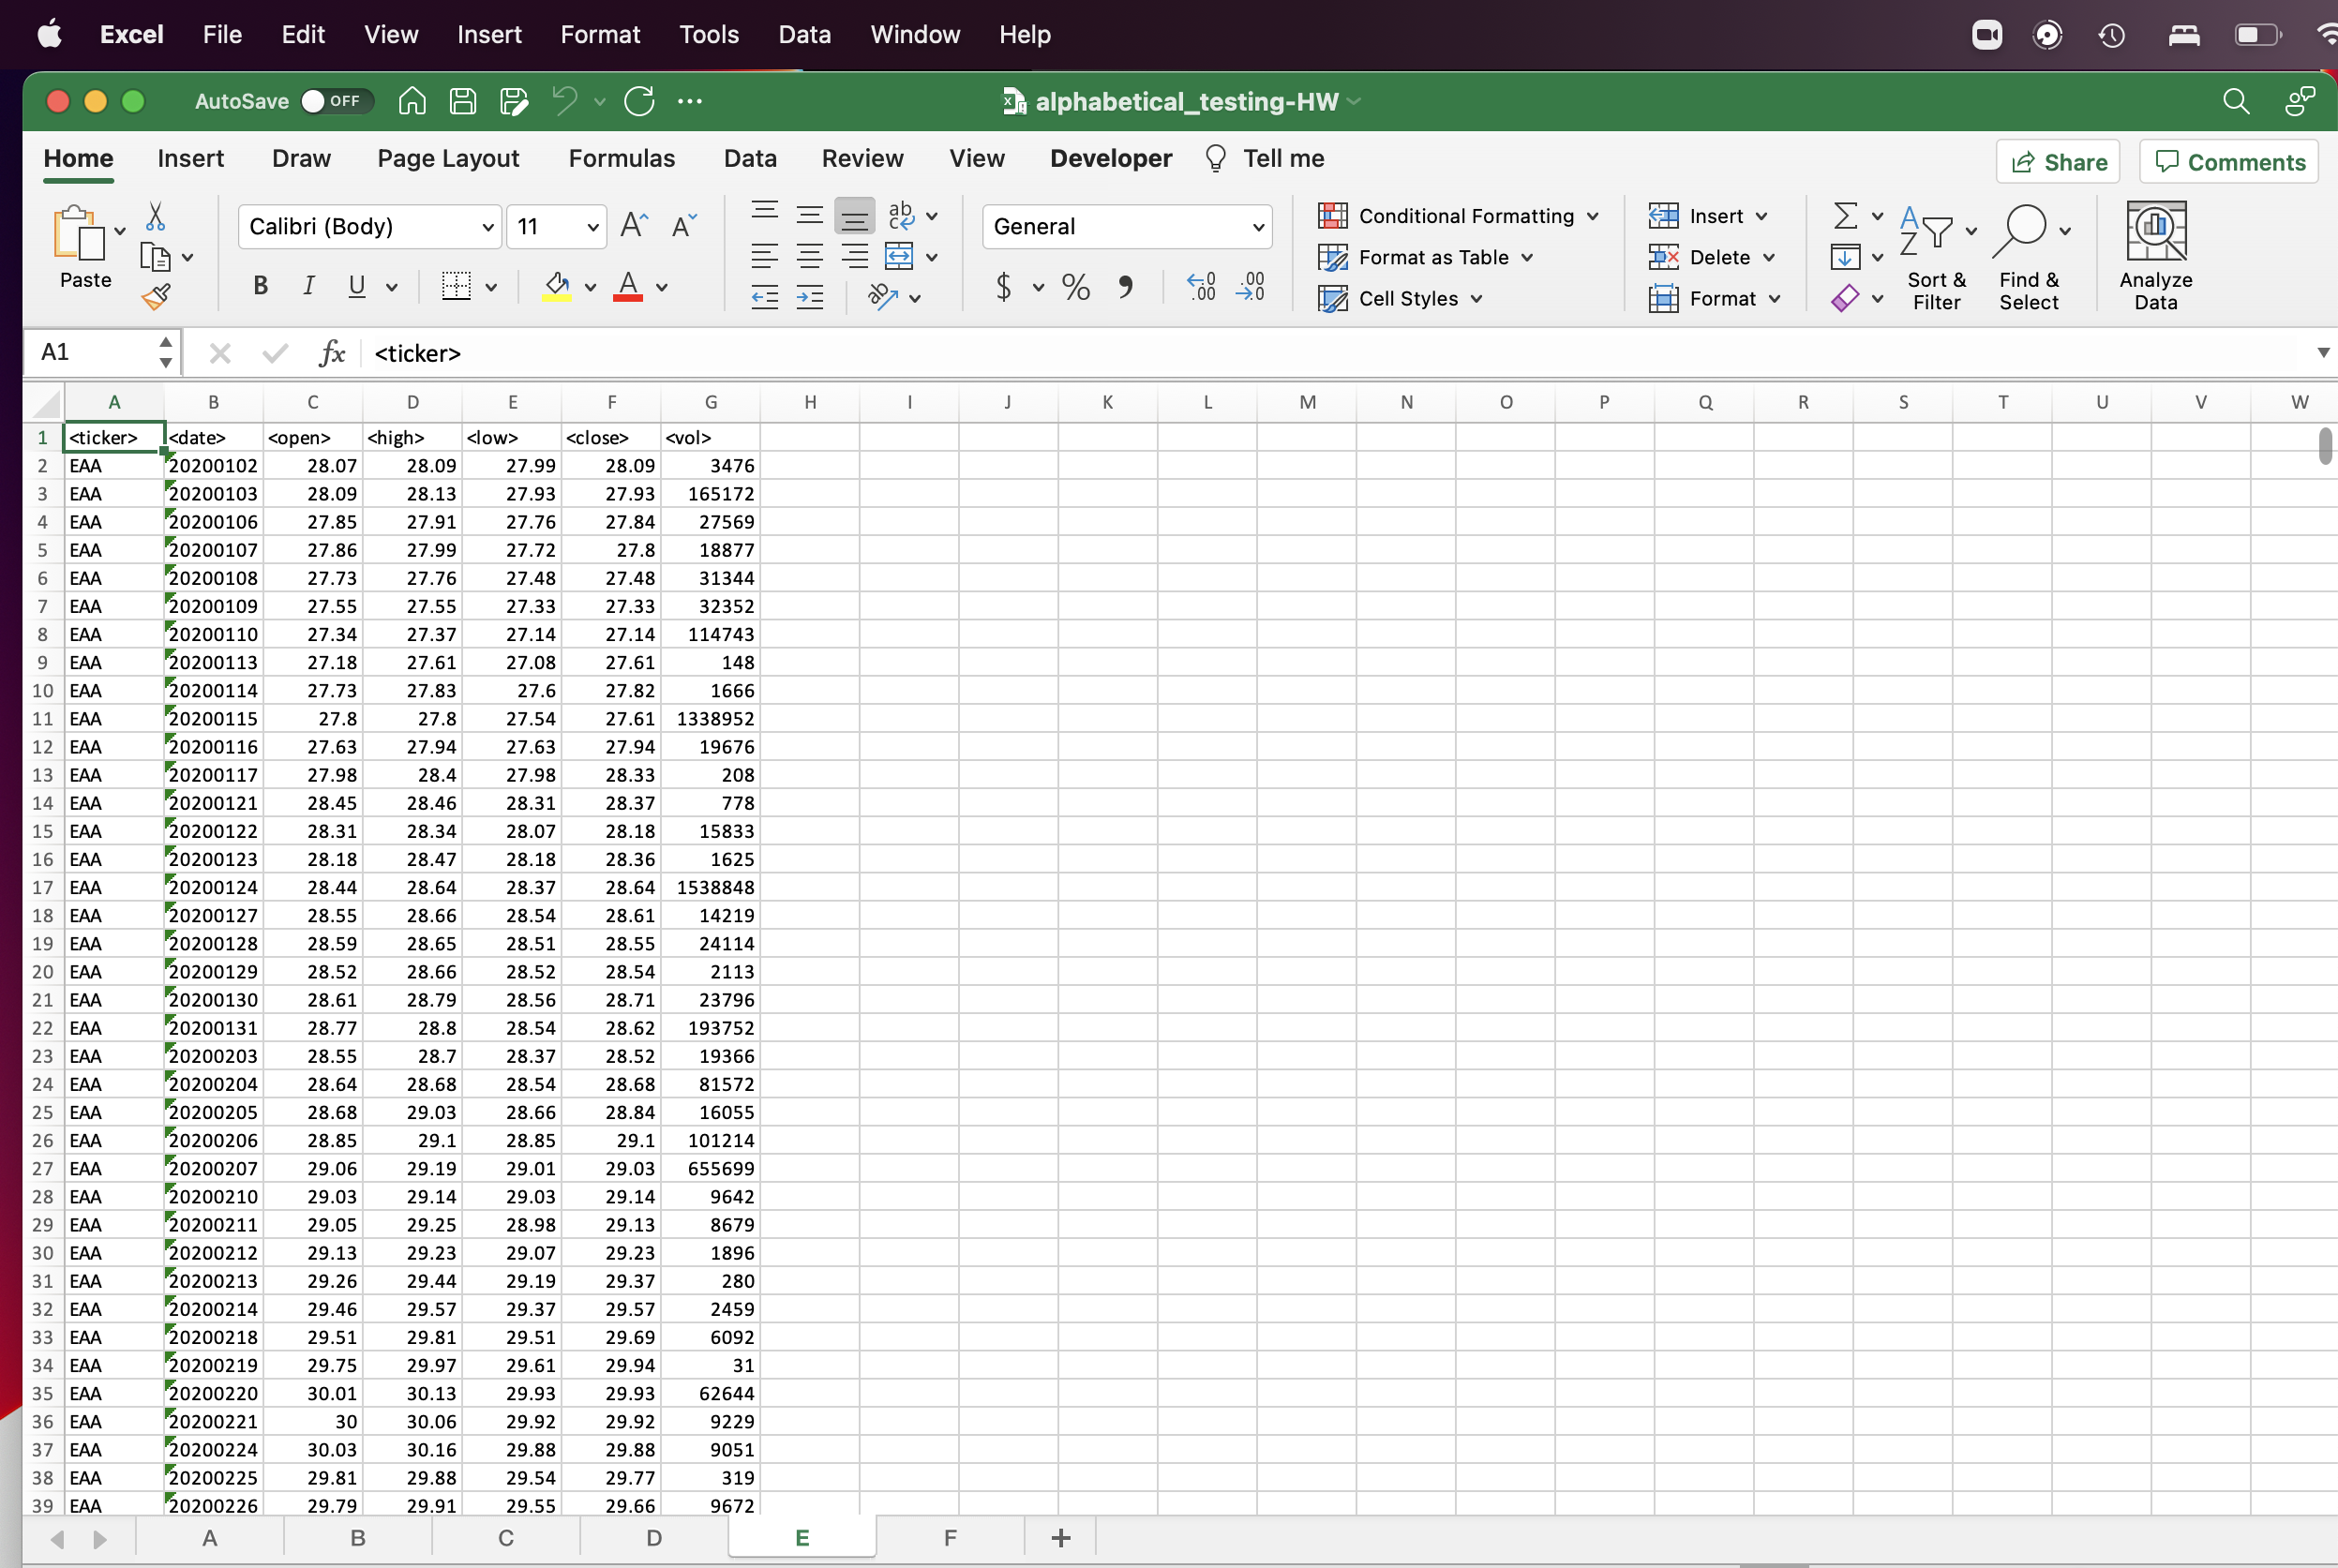 Excel File Edit View Insert Format Tools Data Window Help
AutoSave OFF alphabetical_testing-HW
Home Insert Draw Page Layout Formulas Data Review View Developer Tell me Share Comments
Paste Calibri (Body) 11 General Conditional Formatting Insert
Format as Table Delete
Cell Styles Format
Sort & Filter Find & Select Analyze Data
A1 fx <ticker>
A B C D E F G H I J K L M N O P Q R S T U V W
1 <ticker> <date> <open> <high> <low> <close> <vol>
2 EAA 20200102 28.07 28.09 27.99 28.09 3476
3 EAA 20200103 28.09 28.13 27.93 27.93 165172
4 EAA 20200106 27.85 27.91 27.76 27.84 27569
5 EAA 20200107 27.86 27.99 27.72 27.8 18877
6 EAA 20200108 27.73 27.76 27.48 27.48 31344
7 EAA 20200109 27.55 27.55 27.33 27.33 32352
8 EAA 20200110 27.34 27.37 27.14 27.14 114743
9 EAA 20200113 27.18 27.61 27.08 27.61 148
10 EAA 20200114 27.73 27.83 27.6 27.82 1666
11 EAA 20200115 27.8 27.8 27.54 27.61 1338952
12 EAA 20200116 27.63 27.94 27.63 27.94 19676
13 EAA 20200117 27.98 28.4 27.98 28.33 208
14 EAA 20200121 28.45 28.46 28.31 28.37 778
15 EAA 20200122 28.31 28.34 28.07 28.18 15833
16 EAA 20200123 28.18 28.47 28.18 28.36 1625
17 EAA 20200124 28.44 28.64 28.37 28.64 1538848
18 EAA 20200127 28.55 28.66 28.54 28.61 14219
19 EAA 20200128 28.59 28.65 28.51 28.55 24114
20 EAA 20200129 28.52 28.66 28.52 28.54 2113
21 EAA 20200130 28.61 28.79 28.56 28.71 23796
22 EAA 20200131 28.77 28.8 28.54 28.62 193752
23 EAA 20200203 28.55 28.7 28.37 28.52 19366
24 EAA 20200204 28.64 28.68 28.54 28.68 81572
25 EAA 20200205 28.68 29.03 28.66 28.84 16055
26 EAA 20200206 28.85 29.1 28.85 29.1 101214
27 EAA 20200207 29.06 29.19 29.01 29.03 655699
28 EAA 20200210 29.03 29.14 29.03 29.14 9642
29 EAA 20200211 29.05 29.25 28.98 29.13 8679
30 EAA 20200212 29.13 29.23 29.07 29.23 1896
31 EAA 20200213 29.26 29.44 29.19 29.37 280
32 EAA 20200214 29.46 29.57 29.37 29.57 2459
33 EAA 20200218 29.51 29.81 29.51 29.69 6092
34 EAA 20200219 29.75 29.97 29.61 29.94 31
35 EAA 20200220 30.01 30.13 29.93 29.93 62644
36 EAA 20200221 30 30.06 29.92 29.92 9229
37 EAA 20200224 30.03 30.16 29.88 29.88 9051
38 EAA 20200225 29.81 29.88 29.54 29.77 319
39 EAA 20200226 29.79 29.91 29.55 29.66 9672
A B C D E F +